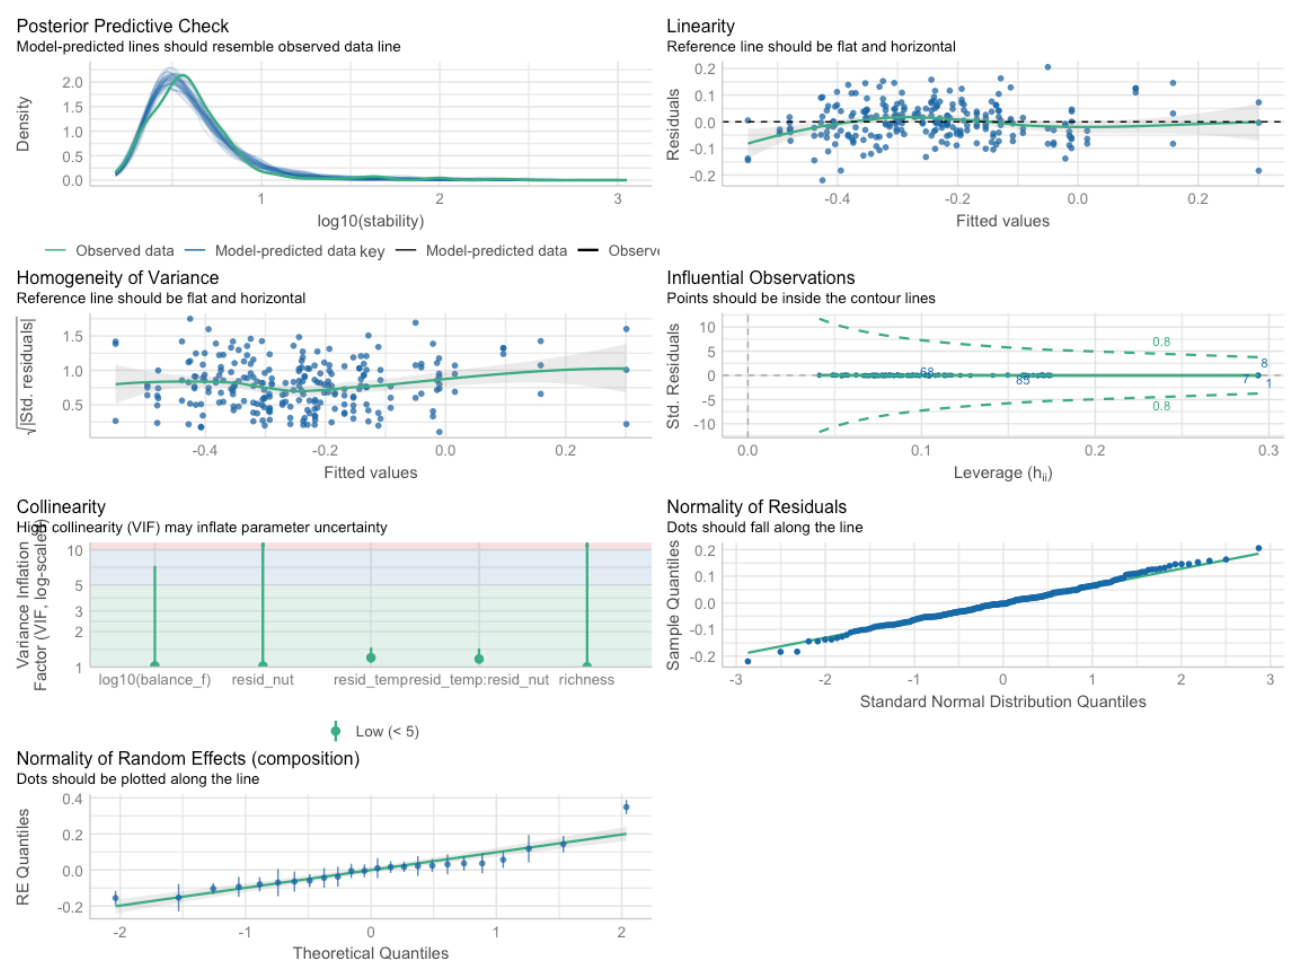 Posterior Predictive Check
Model-predicted lines should resemble observed data line
Density
2.0
1.5
1.0
0.5
0.0
1
2
3
log10(stability)
Observed data
Model-predicted data key
Model-predicted data
Observe
Linearity
Reference line should be flat and horizontal
Residuals
0.2
0.1
0.0
-0.1
-0.2
-0.4
-0.2
0.0
0.2
Fitted values
Homogeneity of Variance
Reference line should be flat and horizontal
√|Std. residuals|
1.5
1.0
0.5
-0.4
-0.2
0.0
0.2
Fitted values
Influential Observations
Points should be inside the contour lines
Std. Residuals
10
5
0
-5
-10
0.8
0.8
68
85
8
7
1
0.0
0.1
0.2
0.3
Leverage (hii)
Collinearity
High collinearity (VIF) may inflate parameter uncertainty
Variance Inflation
Factor (VIF, log-scaled)
10
5
3
2
1
log10(balance_f)
resid_nut
resid_temp
resid_temp:resid_nut
richness
Low (< 5)
Normality of Residuals
Dots should fall along the line
Sample Quantiles
0.2
0.1
0.0
-0.1
-0.2
-3
-2
-1
0
1
2
3
Standard Normal Distribution Quantiles
Normality of Random Effects (composition)
Dots should be plotted along the line
RE Quantiles
0.4
0.2
0.0
-0.2
-2
-1
0
1
2
Theoretical Quantiles